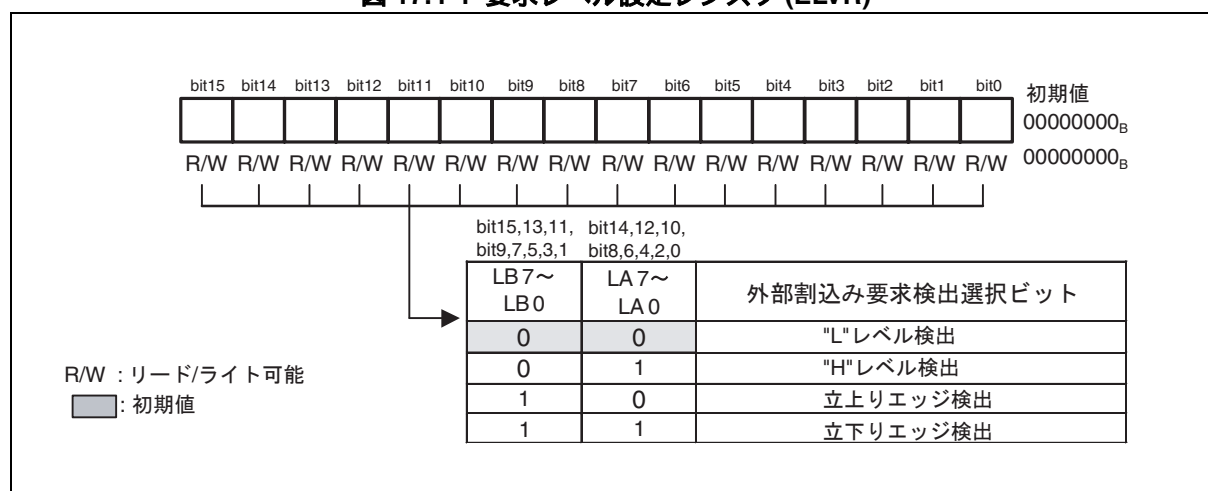 bit15 bit14 bit13 bit12 bit11 bit10 bit9 bit8 bit7 bit6 bit5 bit4 bit3 bit2 bit1 bit0 初期値
00000000B
R/W R/W R/W R/W R/W R/W R/W R/W R/W R/W R/W R/W R/W R/W R/W R/W 00000000B
bit15,13,11, bit14,12,10,
bit9,7,5,3,1 bit8,6,4,2,0
LB7～ LA7～ 外部割込み要求検出選択ビット
LB0 LA0
0 0 "L"レベル検出
0 1 "H"レベル検出
1 0 立上りエッジ検出
1 1 立下りエッジ検出
R/W : リード/ライト可能
: 初期値